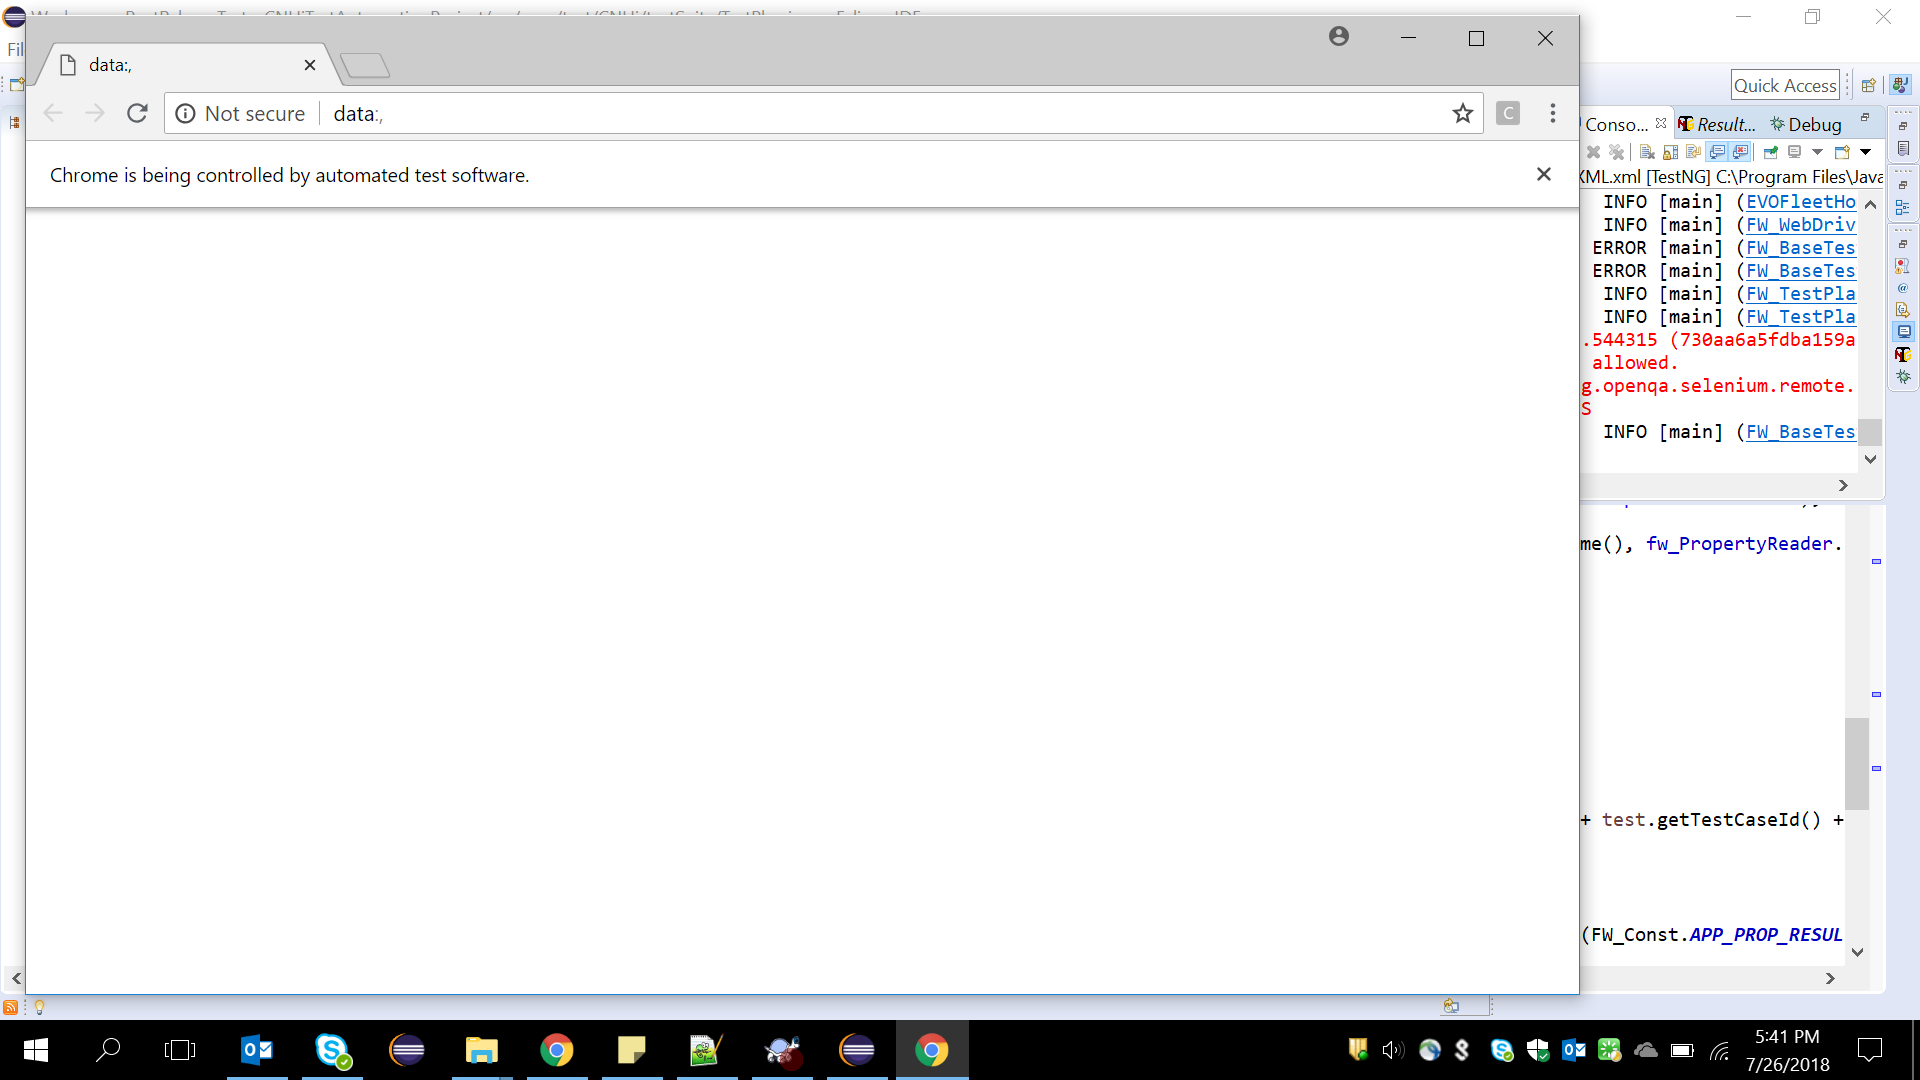 Fil
data:,
Not secure
data:,
C
Chrome is being controlled by automated test software.
Quick Access
Conso...
Result...
Debug
XML.xml [TestNG] C:\Program Files\Java
INFO [main] (EVOFleetHo
INFO [main] (FW_WebDriv
ERROR [main] (FW_BaseTes
ERROR [main] (FW_BaseTes
INFO [main] (FW_TestPla
INFO [main] (FW_TestPla
.544315 (730aa6a5fdba159a
allowed.
g.openqa.selenium.remote.
S
INFO [main] (FW_BaseTes
me(), fw_PropertyReader.
+ test.getTestCaseId() +
(FW_Const.APP_PROP_RESUL
5:41 PM
7/26/2018